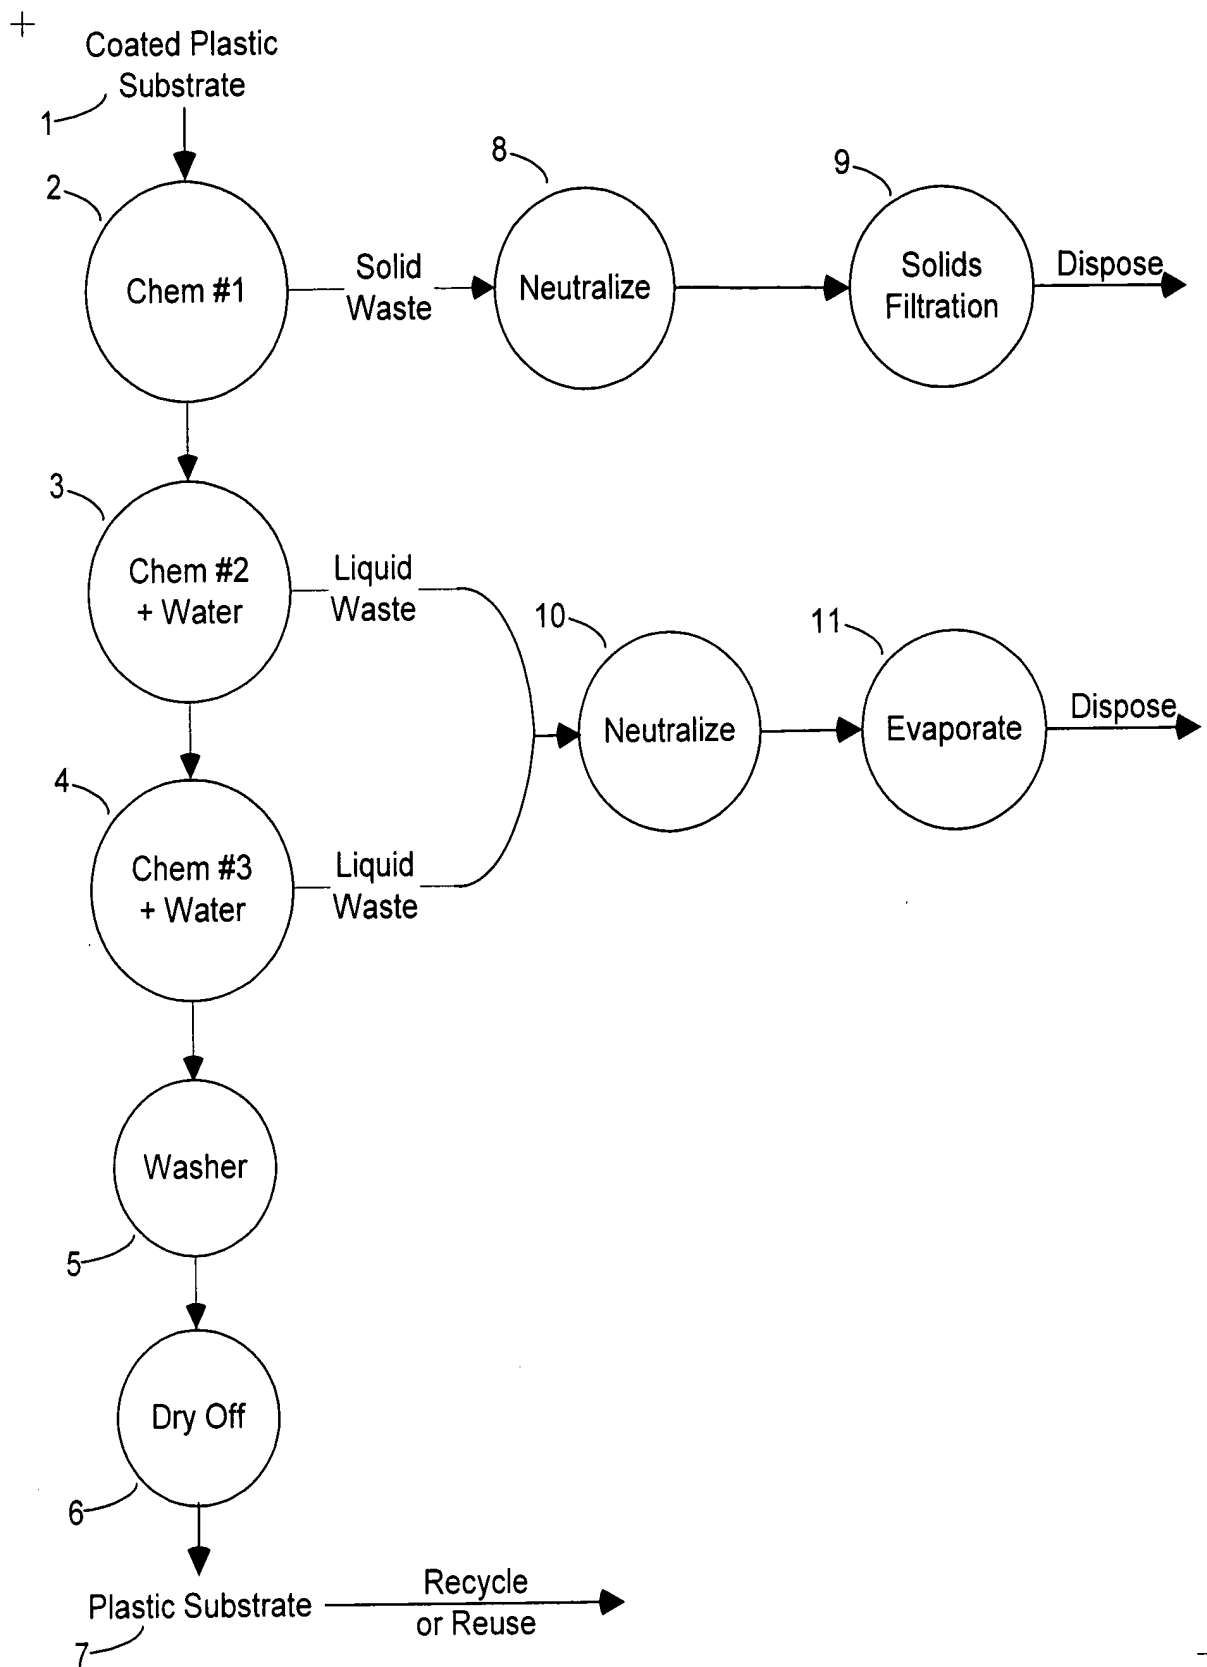 Coated Plastic
Substrate
1
2
Chem #1
Solid
Waste
8
Neutralize
9
Solids
Filtration
Dispose
3
Chem #2
+ Water
Liquid
Waste
10
Neutralize
11
Evaporate
Dispose
4
Chem #3
+ Water
Liquid
Waste
Washer
5
Dry Off
6
Plastic Substrate
7
Recycle
or Reuse